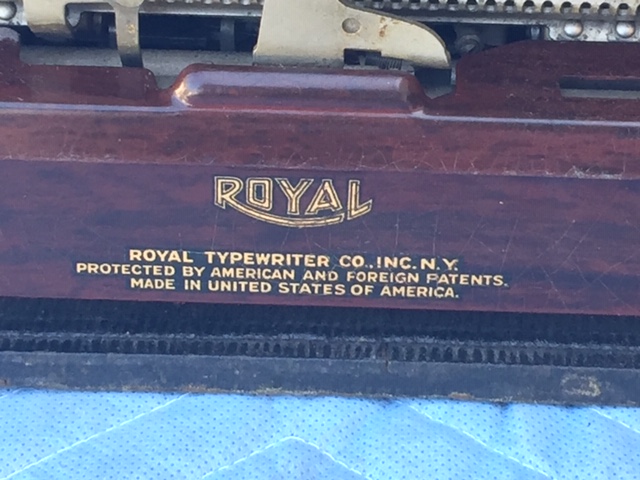 ROYAL
ROYAL TYPEWRITER CO., INC. N.Y.
PROTECTED BY AMERICAN AND FOREIGN PATENTS.
MADE IN UNITED STATES OF AMERICA.